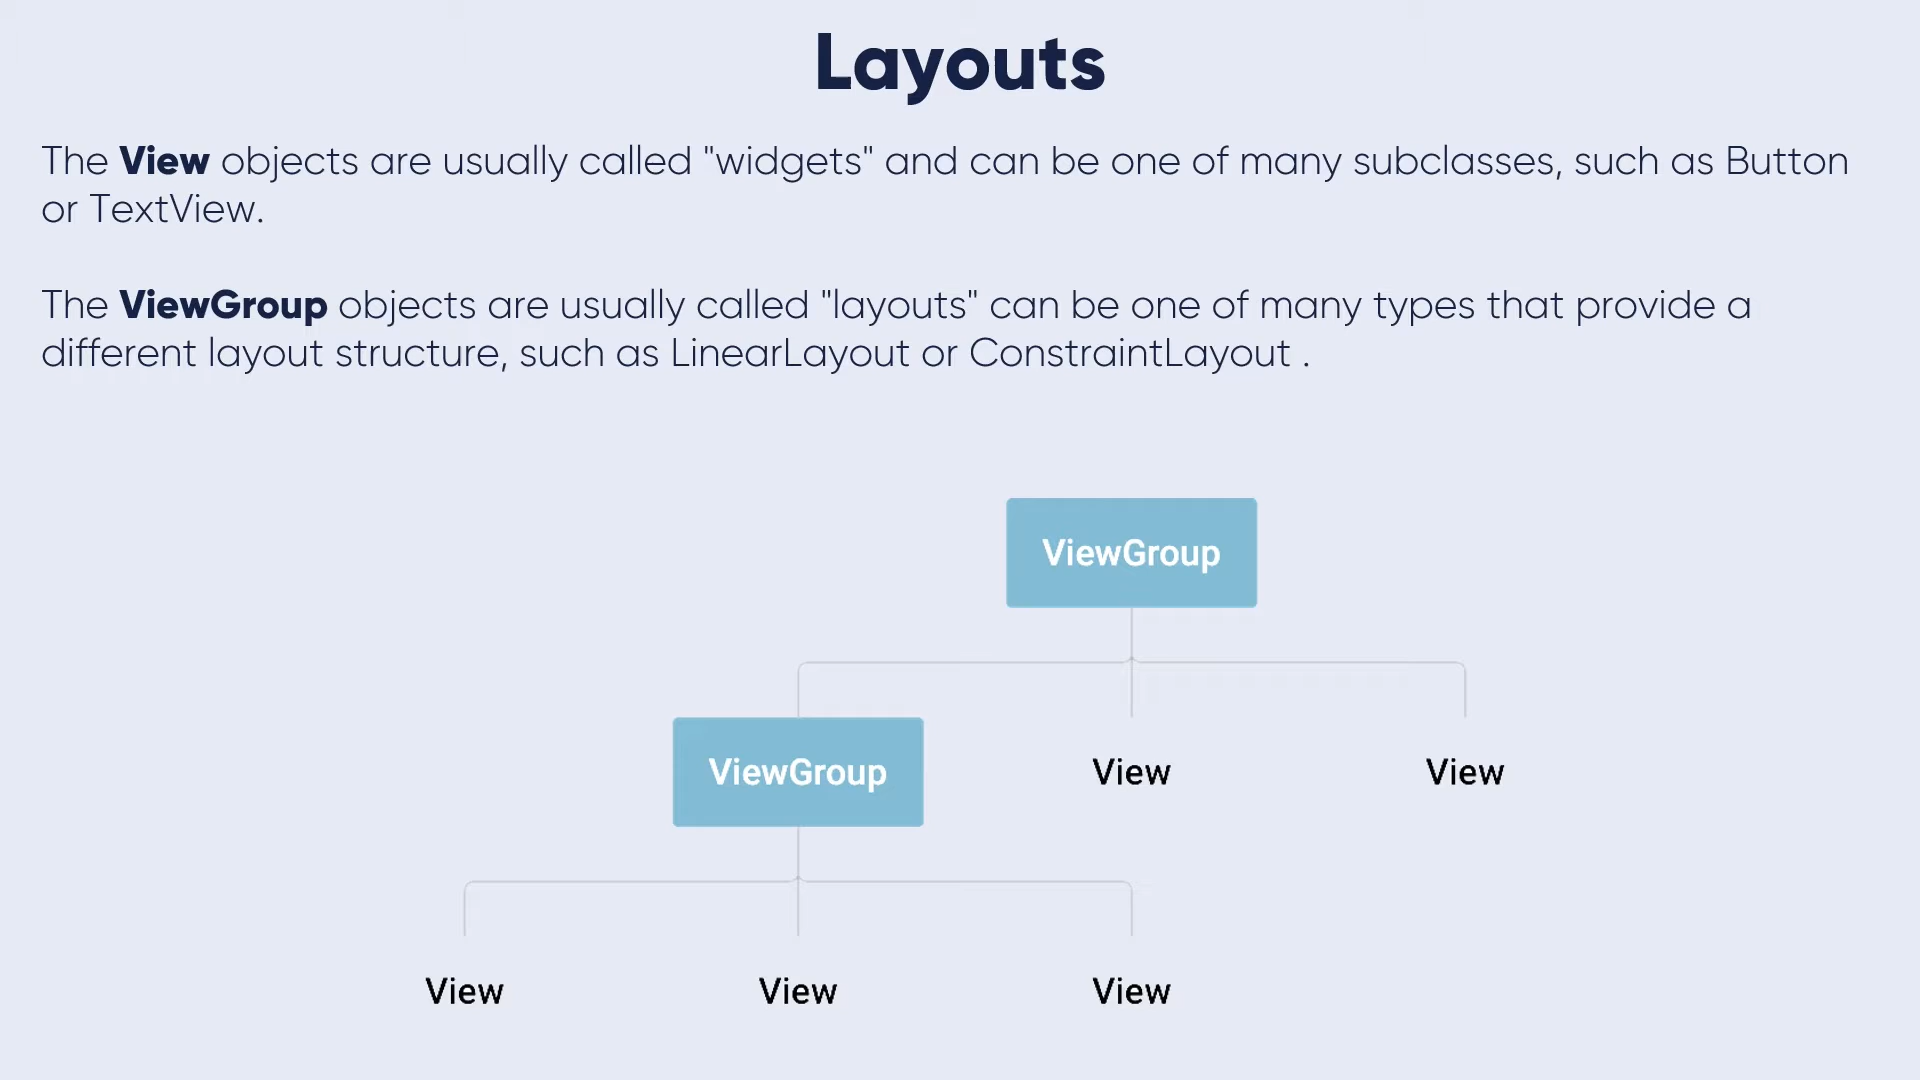 Layouts
The View objects are usually called "widgets" and can be one of many subclasses, such as Button
or TextView.
The ViewGroup objects are usually called "layouts" can be one of many types that provide a
different layout structure, such as LinearLayout or ConstraintLayout .
ViewGroup
ViewGroup
View
View
View
View
View